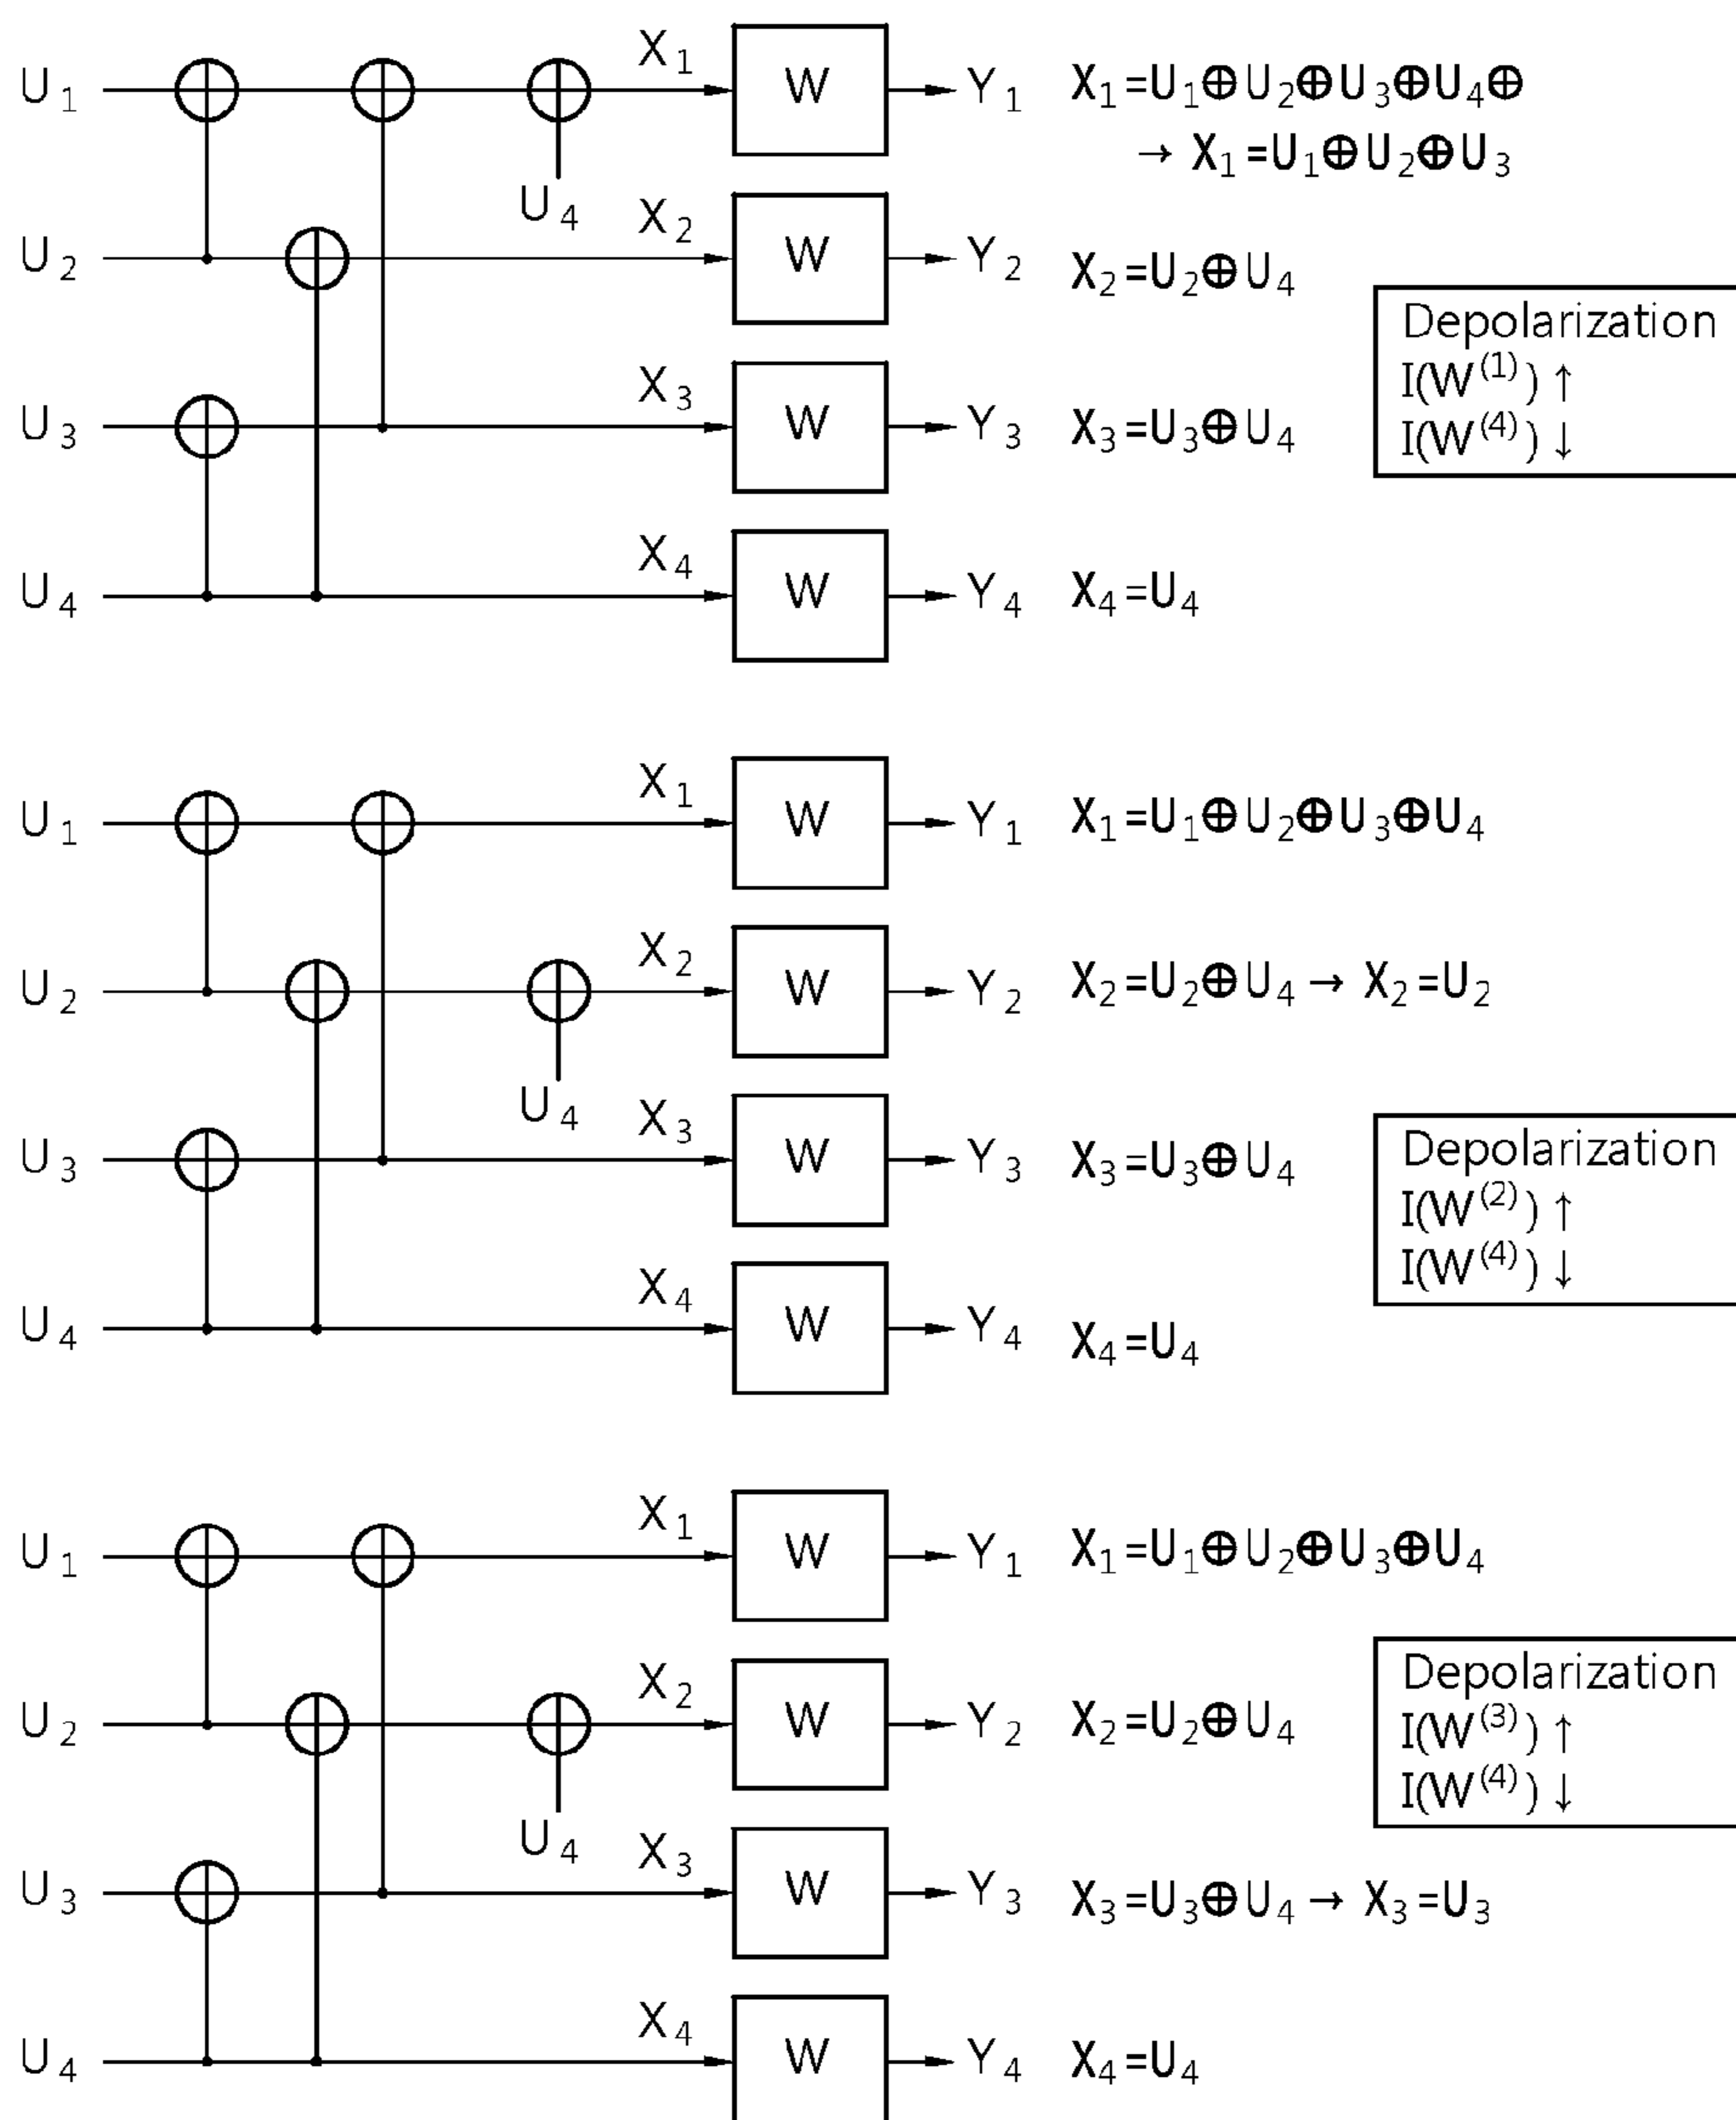 U1 X1 W Y1 X1=U1⊕U2⊕U3⊕U4⊕
→ X1=U1⊕U2⊕U3
U4
U2 X2 W Y2 X2=U2⊕U4
Depolarization
I(W(1)) ↑
I(W(4)) ↓
U3 X3 W Y3 X3=U3⊕U4
U4 X4 W Y4 X4=U4
U1 X1 W Y1 X1=U1⊕U2⊕U3⊕U4
U2 X2 W Y2 X2=U2⊕U4 → X2=U2
U4
U3 X3 W Y3 X3=U3⊕U4
Depolarization
I(W(2)) ↑
I(W(4)) ↓
U4 X4 W Y4 X4=U4
U1 X1 W Y1 X1=U1⊕U2⊕U3⊕U4
U2 X2 W Y2 X2=U2⊕U4
Depolarization
I(W(3)) ↑
I(W(4)) ↓
U4
U3 X3 W Y3 X3=U3⊕U4 → X3=U3
U4 X4 W Y4 X4=U4